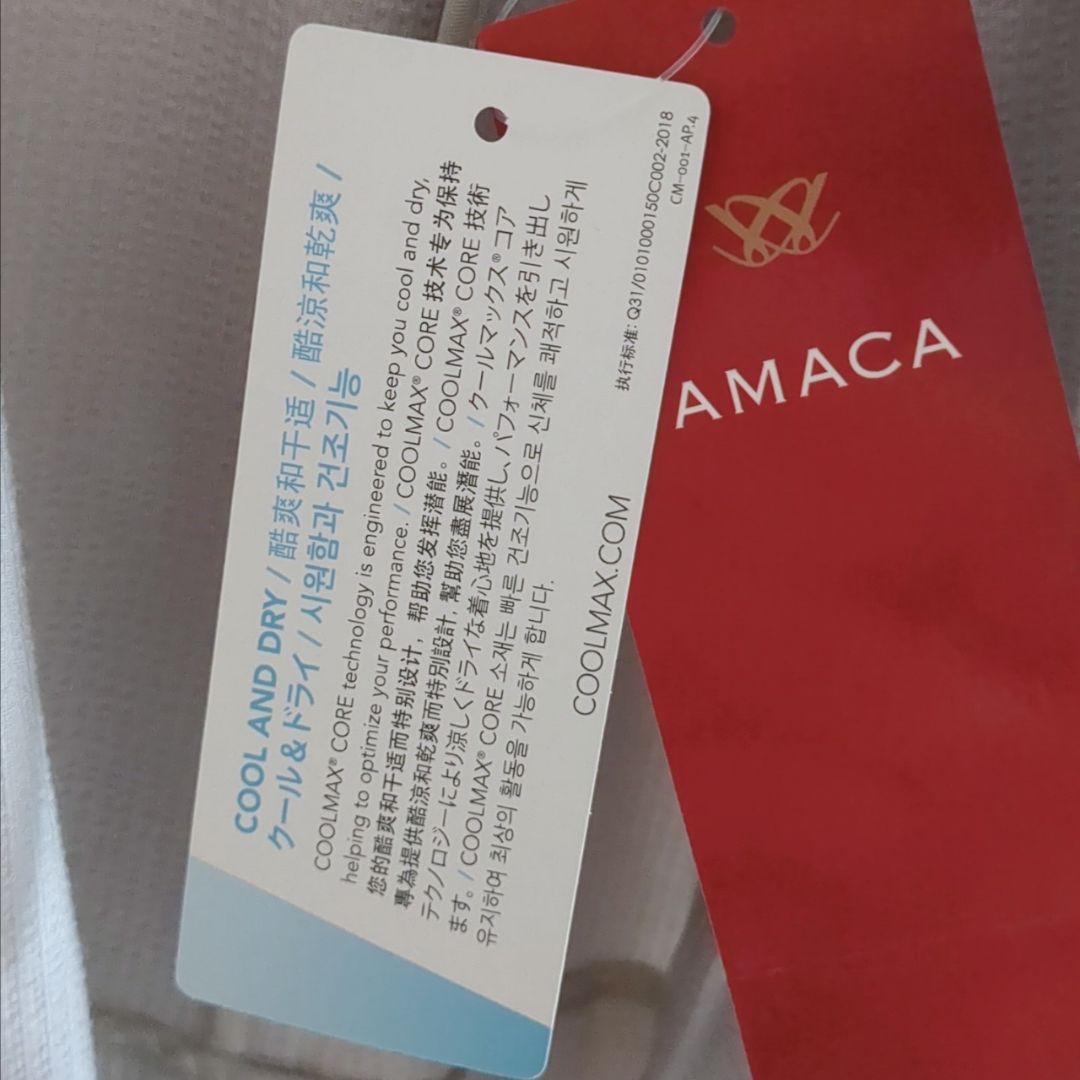 COOL AND DRY / 酷爽和干适 / 酷涼和乾爽 /
クール&ドライ / 시원함과 건조기능
COOLMAX® CORE technology is engineered to keep you cool and dry,
helping to optimize your performance. / COOLMAX® CORE 技术专为保持
您的酷爽和干适而特别设计，帮助您发挥潜能。/ COOLMAX® CORE 技術
專為提供酷涼和乾爽而特別設計, 幫助您盡展潛能。/ クールマックス® コア
テクノロジーにより涼しくドライな着心地を提供し、パフォーマンスを引き出し
ます。/ COOLMAX® CORE 소재는 빠른 건조기능으로 신체를 쾌적하고 시원하게
유지하여 최상의 활동을 가능하게 합니다.
COOLMAX.COM
执行标准: Q31/0101000150C002-2018
CM-001-AP.4
AMACA